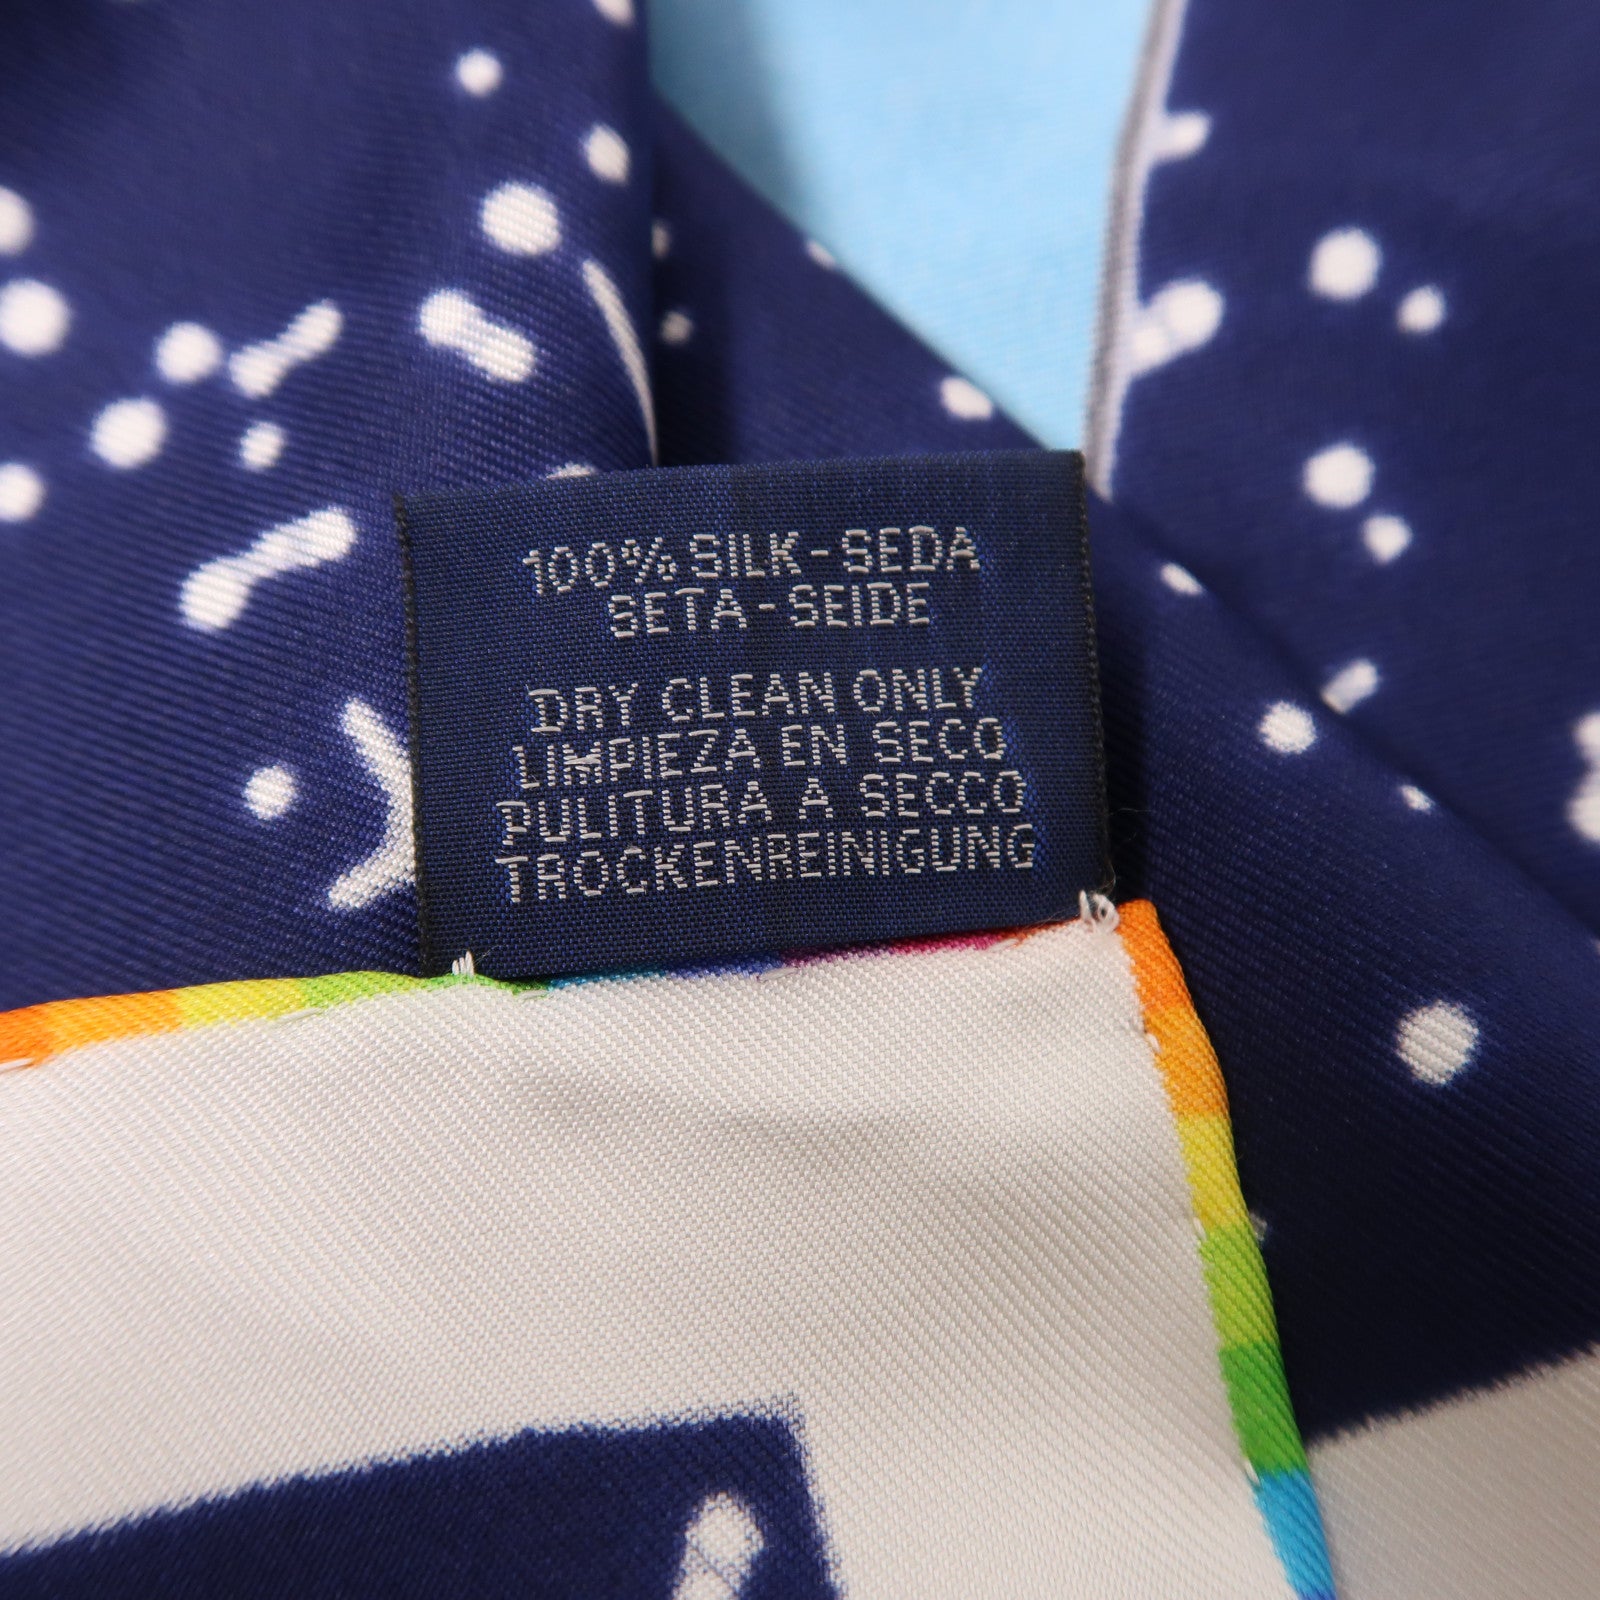 100% SILK-SEDA
SETA-SEIDE
DRY CLEAN ONLY
LIMPIEZA EN SECO
PULITURA A SECCO
TROCKENREINIGUNG